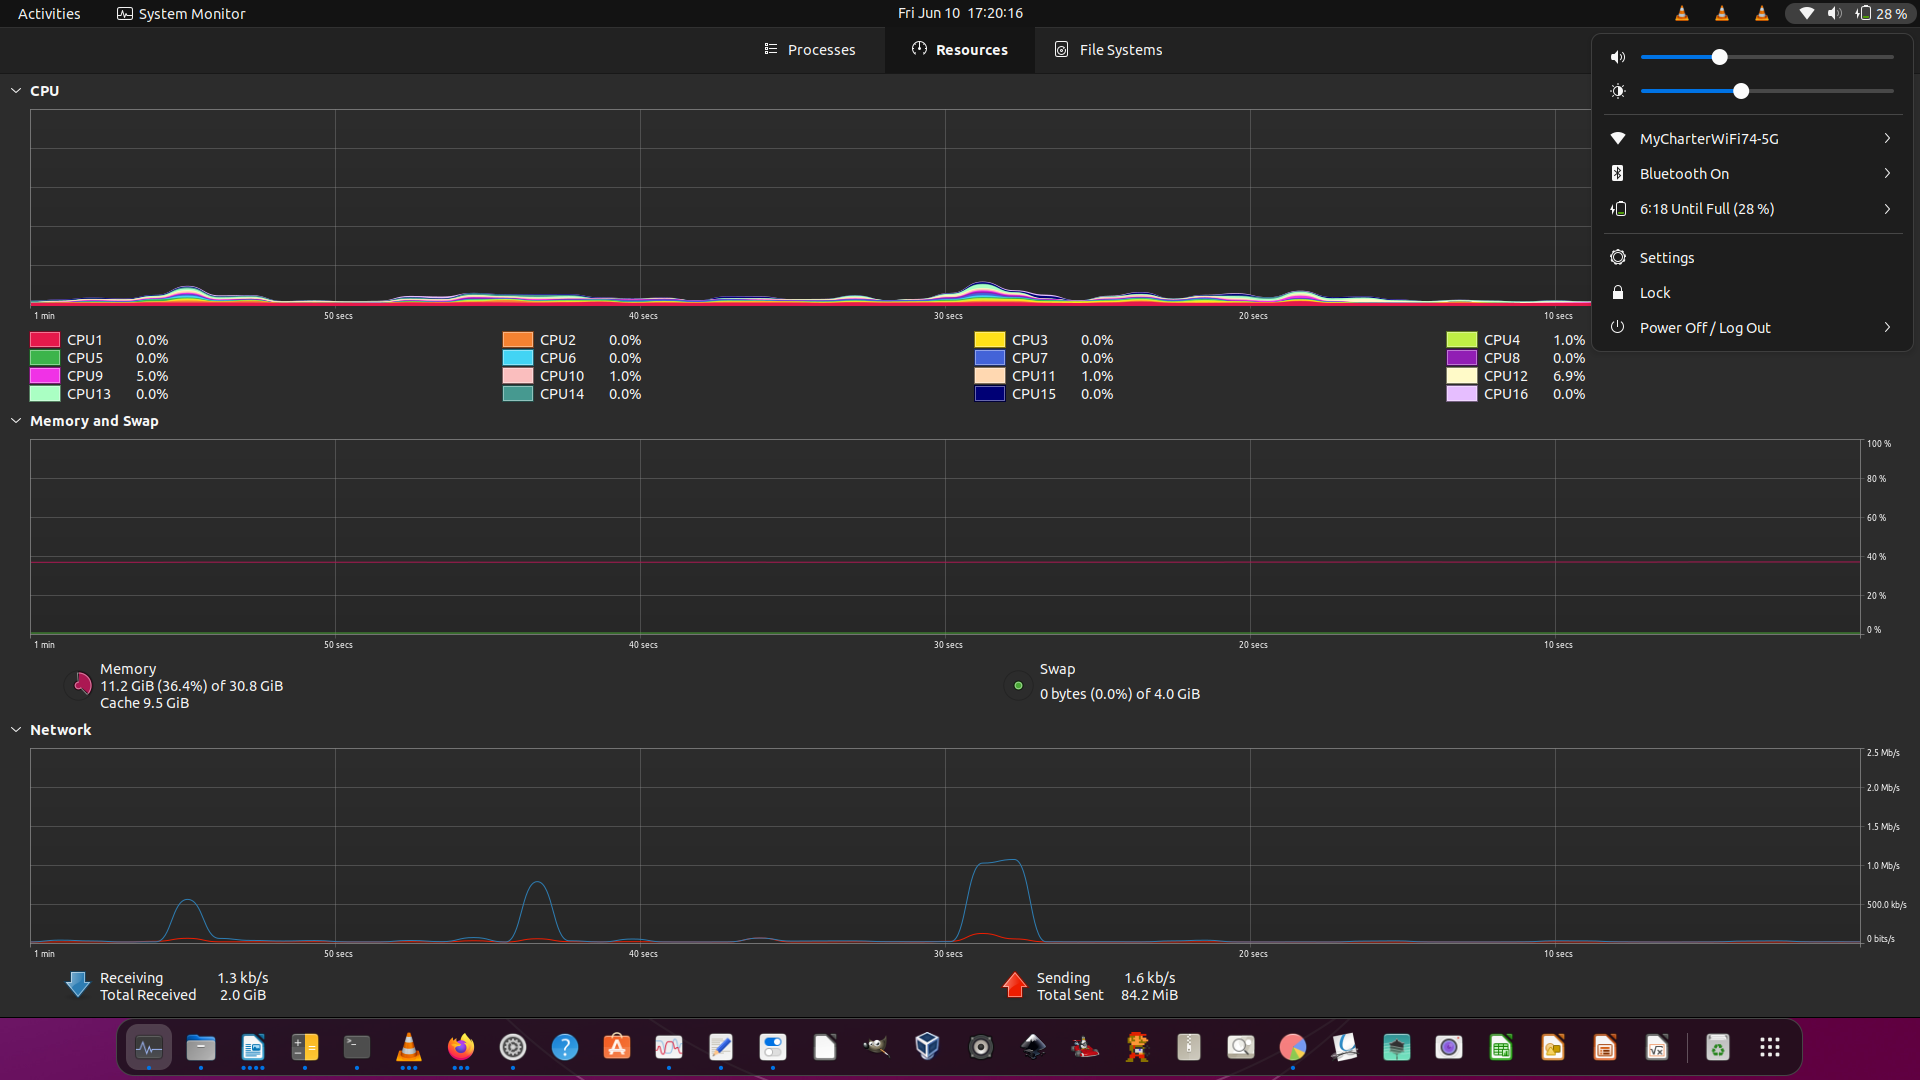 Activities
System Monitor
Fri Jun 10 17:20:16
28 %
Processes
Resources
File Systems
MyCharterWiFi74-5G
Bluetooth On
6:18 Until Full (28 %)
Settings
Lock
Power Off / Log Out
CPU
1 min 50 secs 40 secs 30 secs 20 secs 10 secs
CPU1 0.0% CPU2 0.0% CPU3 0.0% CPU4 1.0%
CPU5 0.0% CPU6 0.0% CPU7 0.0% CPU8 0.0%
CPU9 5.0% CPU10 1.0% CPU11 1.0% CPU12 6.9%
CPU13 0.0% CPU14 0.0% CPU15 0.0% CPU16 0.0%
Memory and Swap
100 %
80 %
60 %
40 %
20 %
0 %
1 min 50 secs 40 secs 30 secs 20 secs 10 secs
Memory
11.2 GiB (36.4%) of 30.8 GiB
Cache 9.5 GiB
Swap
0 bytes (0.0%) of 4.0 GiB
Network
2.5 Mb/s
2.0 Mb/s
1.5 Mb/s
1.0 Mb/s
500.0 kb/s
0 bits/s
1 min 50 secs 40 secs 30 secs 20 secs 10 secs
Receiving 1.3 kb/s
Total Received 2.0 GiB
Sending 1.6 kb/s
Total Sent 84.2 MiB